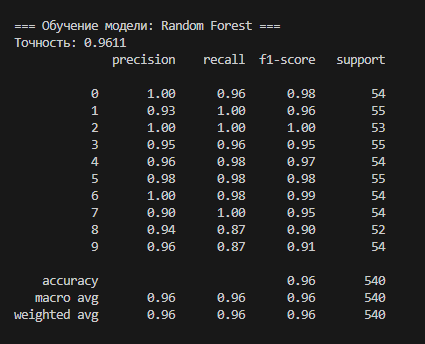 === Обучение модели: Random Forest ===
Точность: 0.9611
precision recall f1-score support
0 1.00 0.96 0.98 54
1 0.93 1.00 0.96 55
2 1.00 1.00 1.00 53
3 0.95 0.96 0.95 55
4 0.96 0.98 0.97 54
5 0.98 0.98 0.98 55
6 1.00 0.98 0.99 54
7 0.90 1.00 0.95 54
8 0.94 0.87 0.90 52
9 0.96 0.87 0.91 54
accuracy 0.96 540
macro avg 0.96 0.96 0.96 540
weighted avg 0.96 0.96 0.96 540